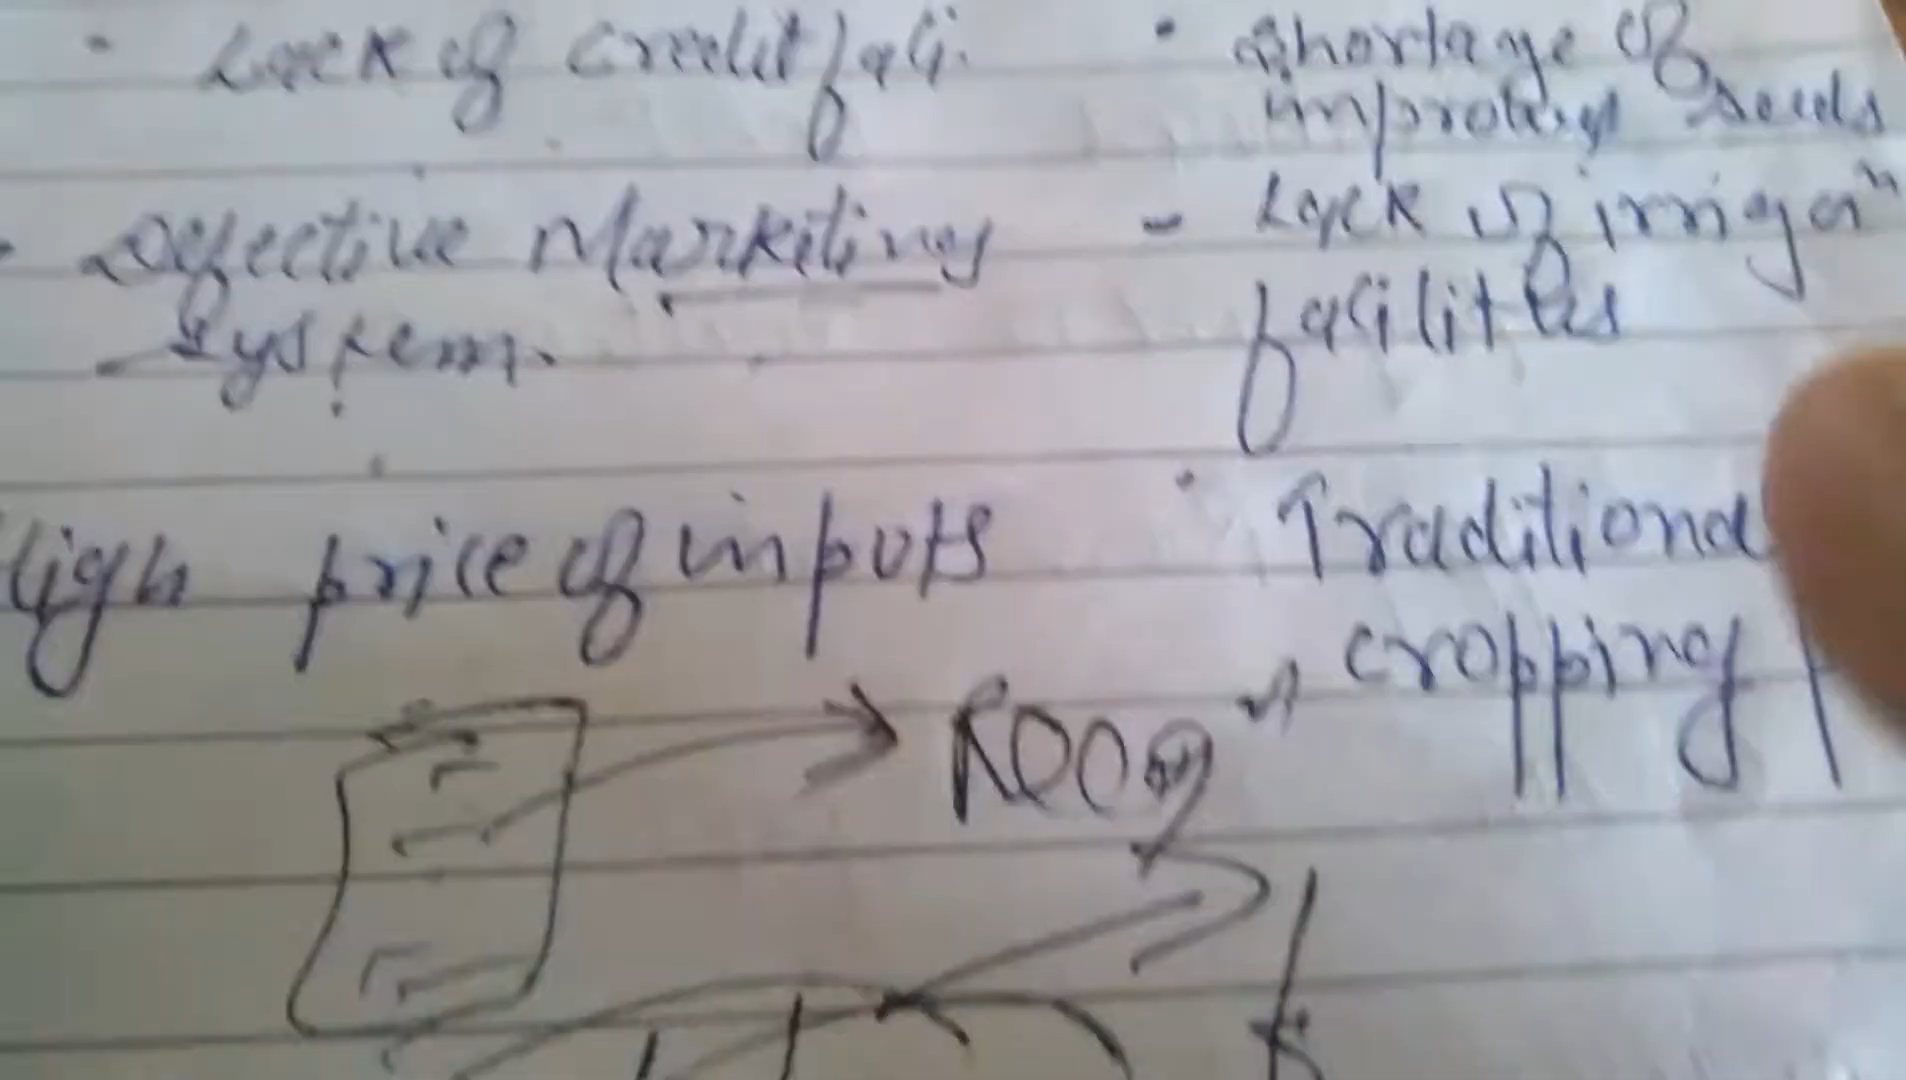 Lack of credit fali.
Defective Marketing
System.
High price of inputs
• Shortage of
improved seeds
- Lack of irrigaⁿ
facilities
• Traditional
cropping